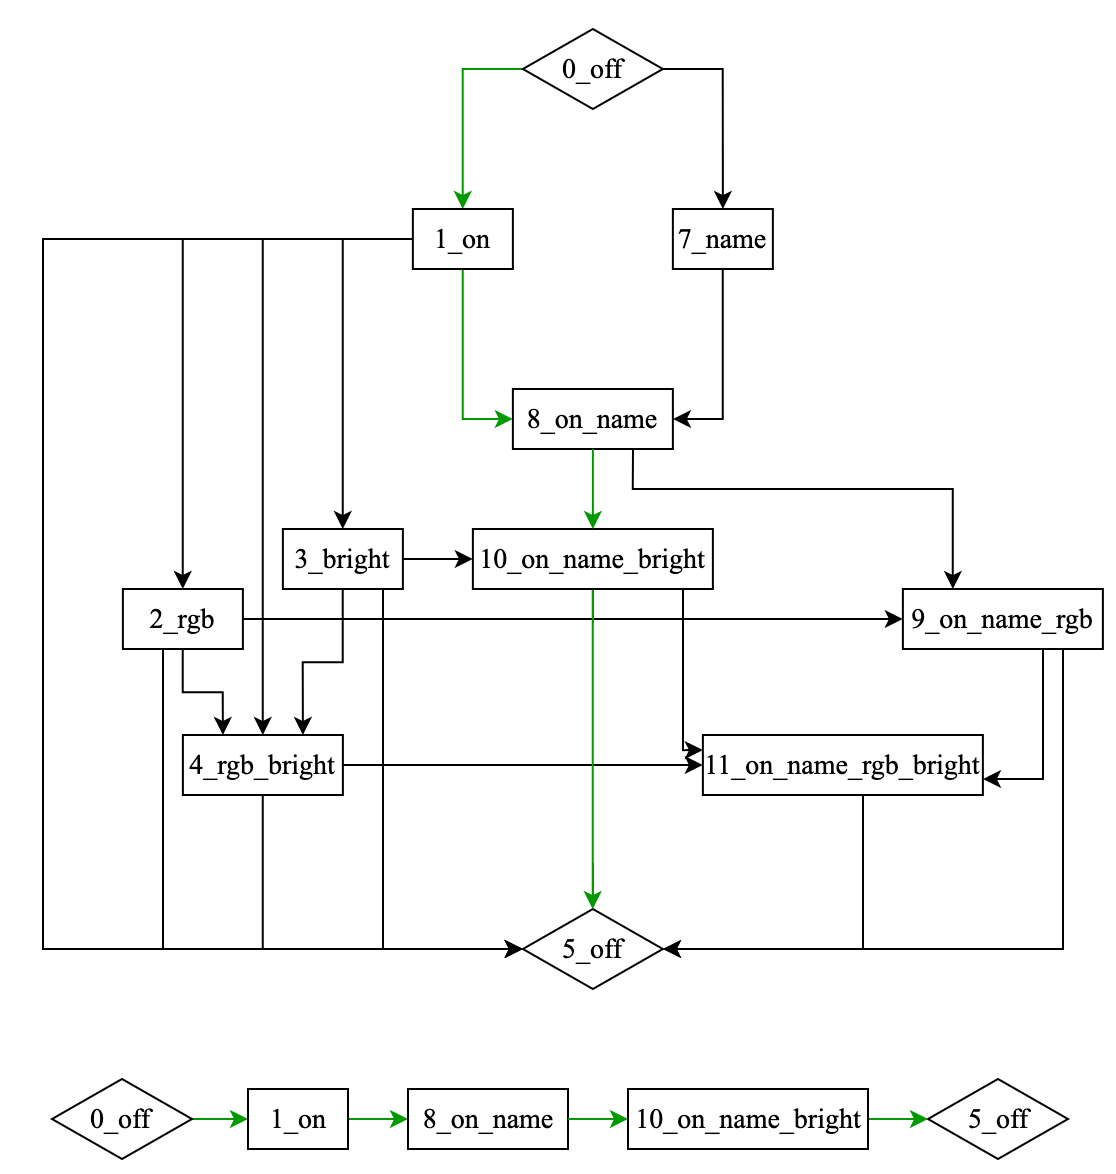 0_off
1_on
7_name
8_on_name
3_bright
10_on_name_bright
2_rgb
9_on_name_rgb
4_rgb_bright
11_on_name_rgb_bright
5_off
0_off
1_on
8_on_name
10_on_name_bright
5_off